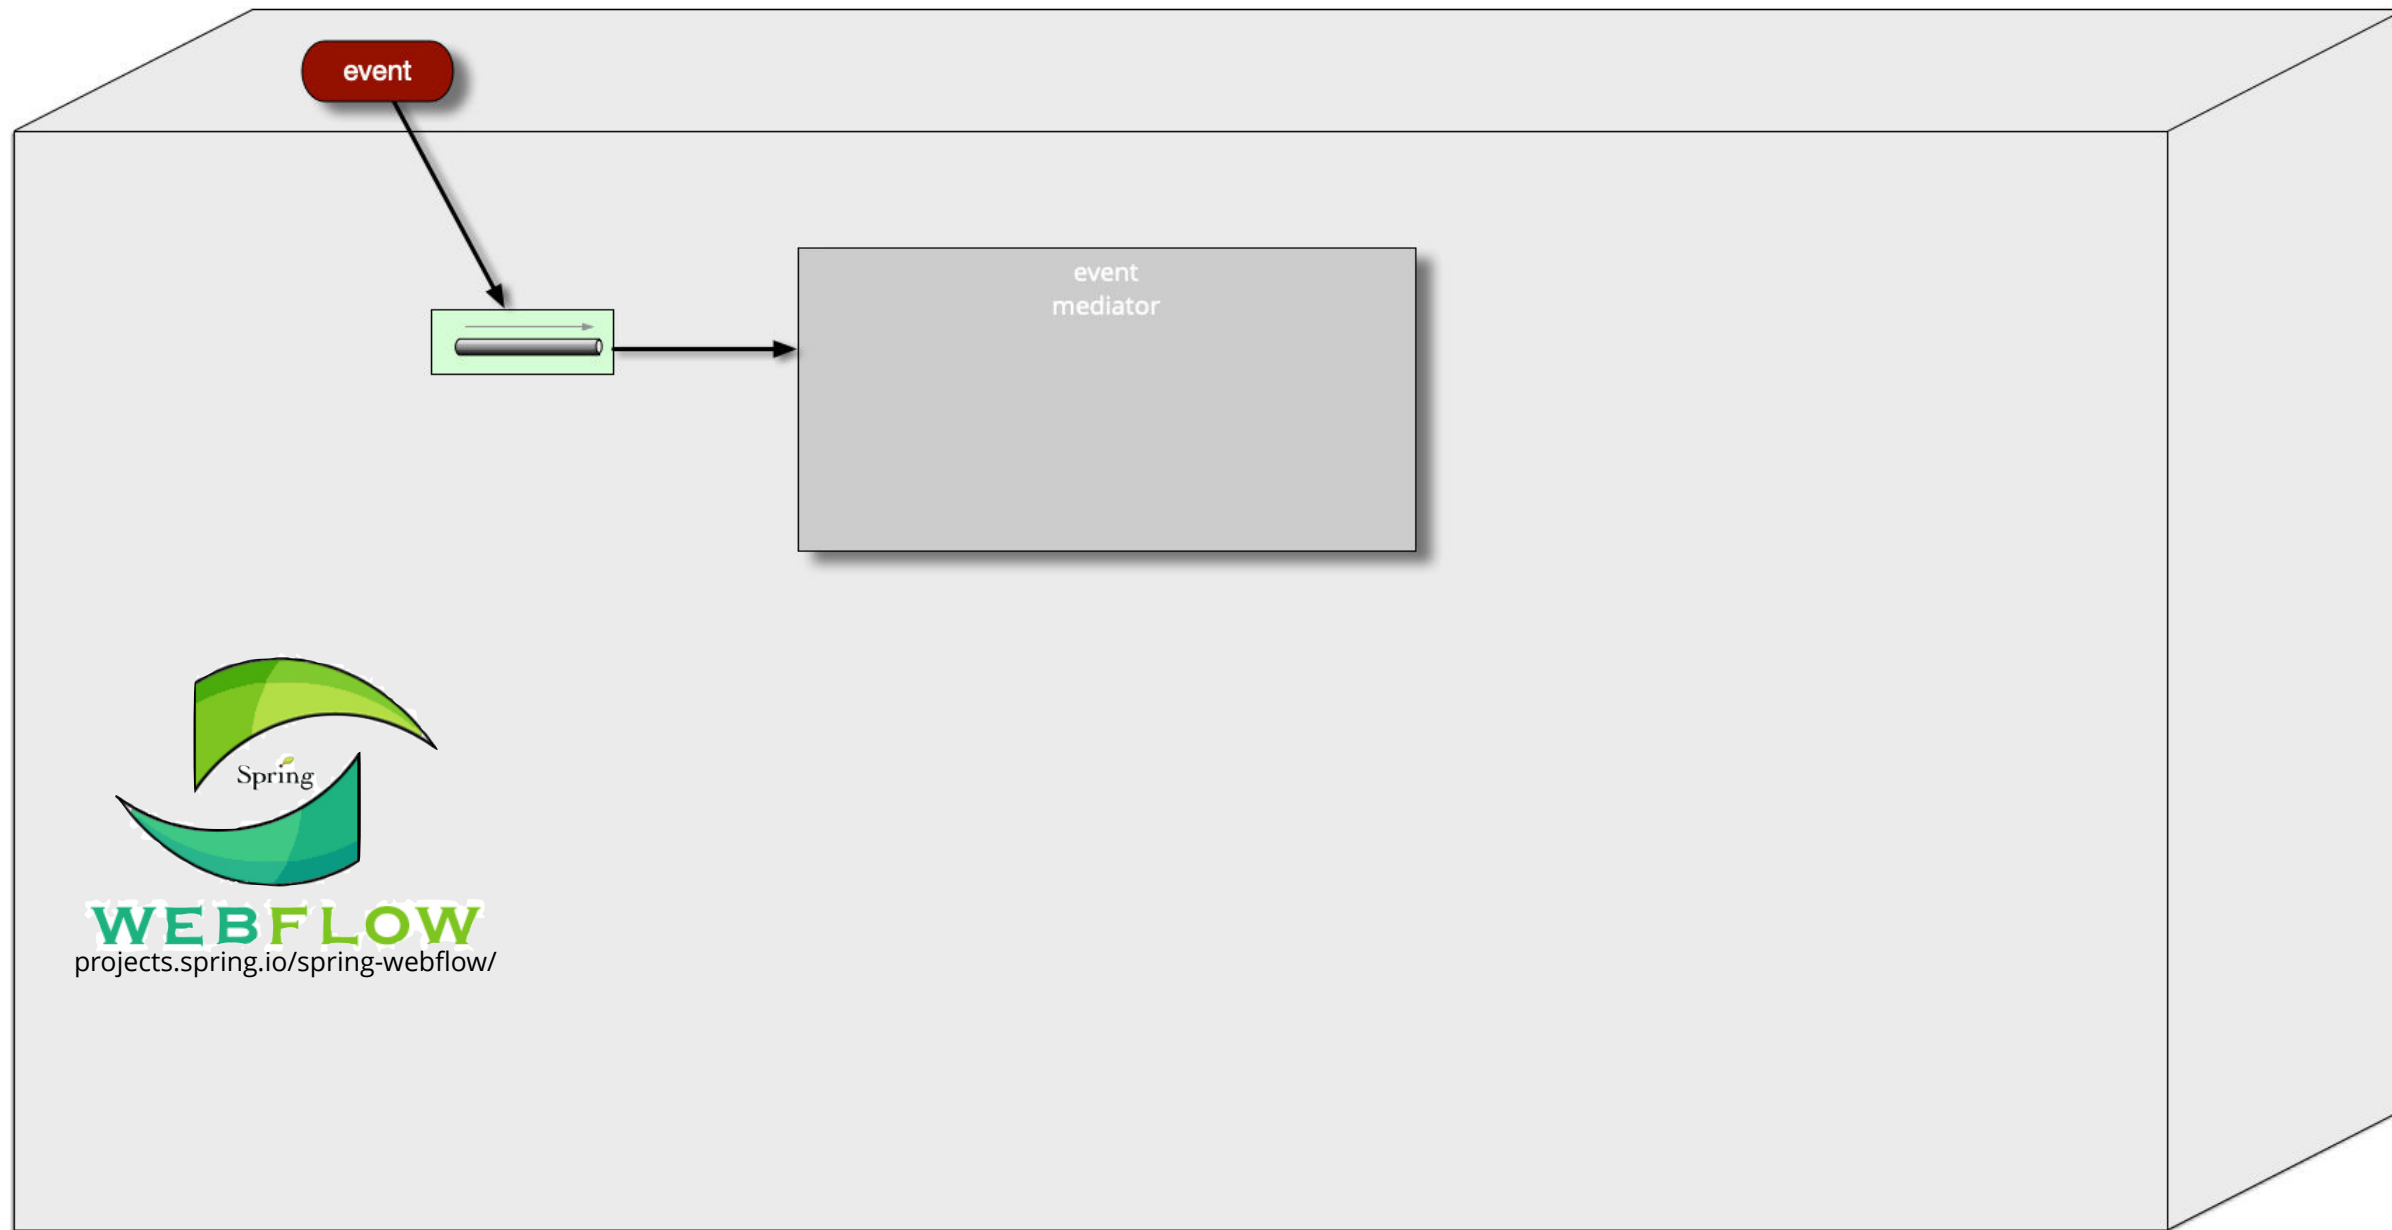 event
event
mediator
Spring
WEBFLOW
projects.spring.io/spring-webflow/